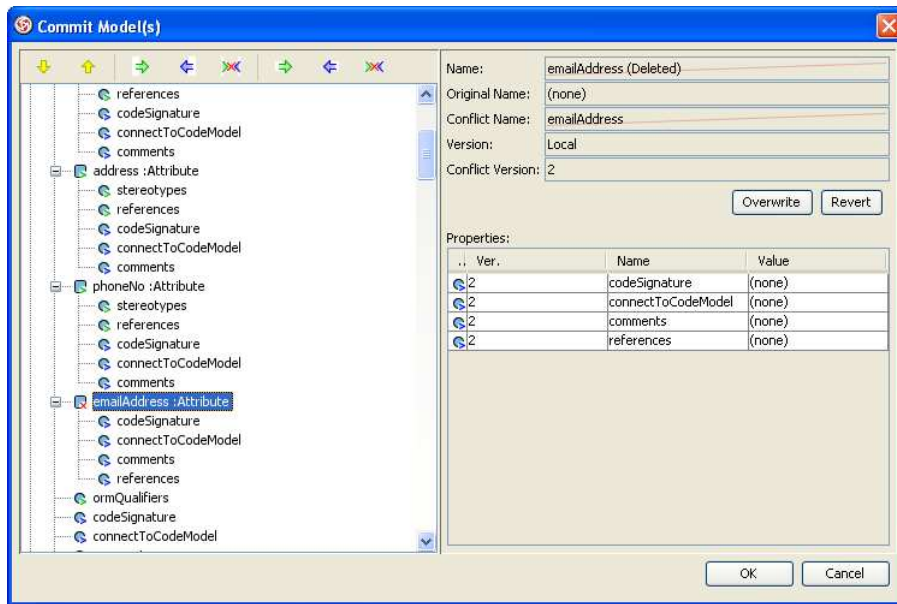 Commit Model(s)
references
codeSignature
connectToCodeModel
comments
address :Attribute
stereotypes
references
codeSignature
connectToCodeModel
comments
phoneNo :Attribute
stereotypes
references
codeSignature
connectToCodeModel
comments
emailAddress :Attribute
codeSignature
connectToCodeModel
comments
references
ormQualifiers
codeSignature
connectToCodeModel
Name: emailAddress (Deleted)
Original Name: (none)
Conflict Name: emailAddress
Version: Local
Conflict Version: 2
Overwrite Revert
Properties:
.. Ver. Name Value
2 codeSignature (none)
2 connectToCodeModel (none)
2 comments (none)
2 references (none)
OK Cancel